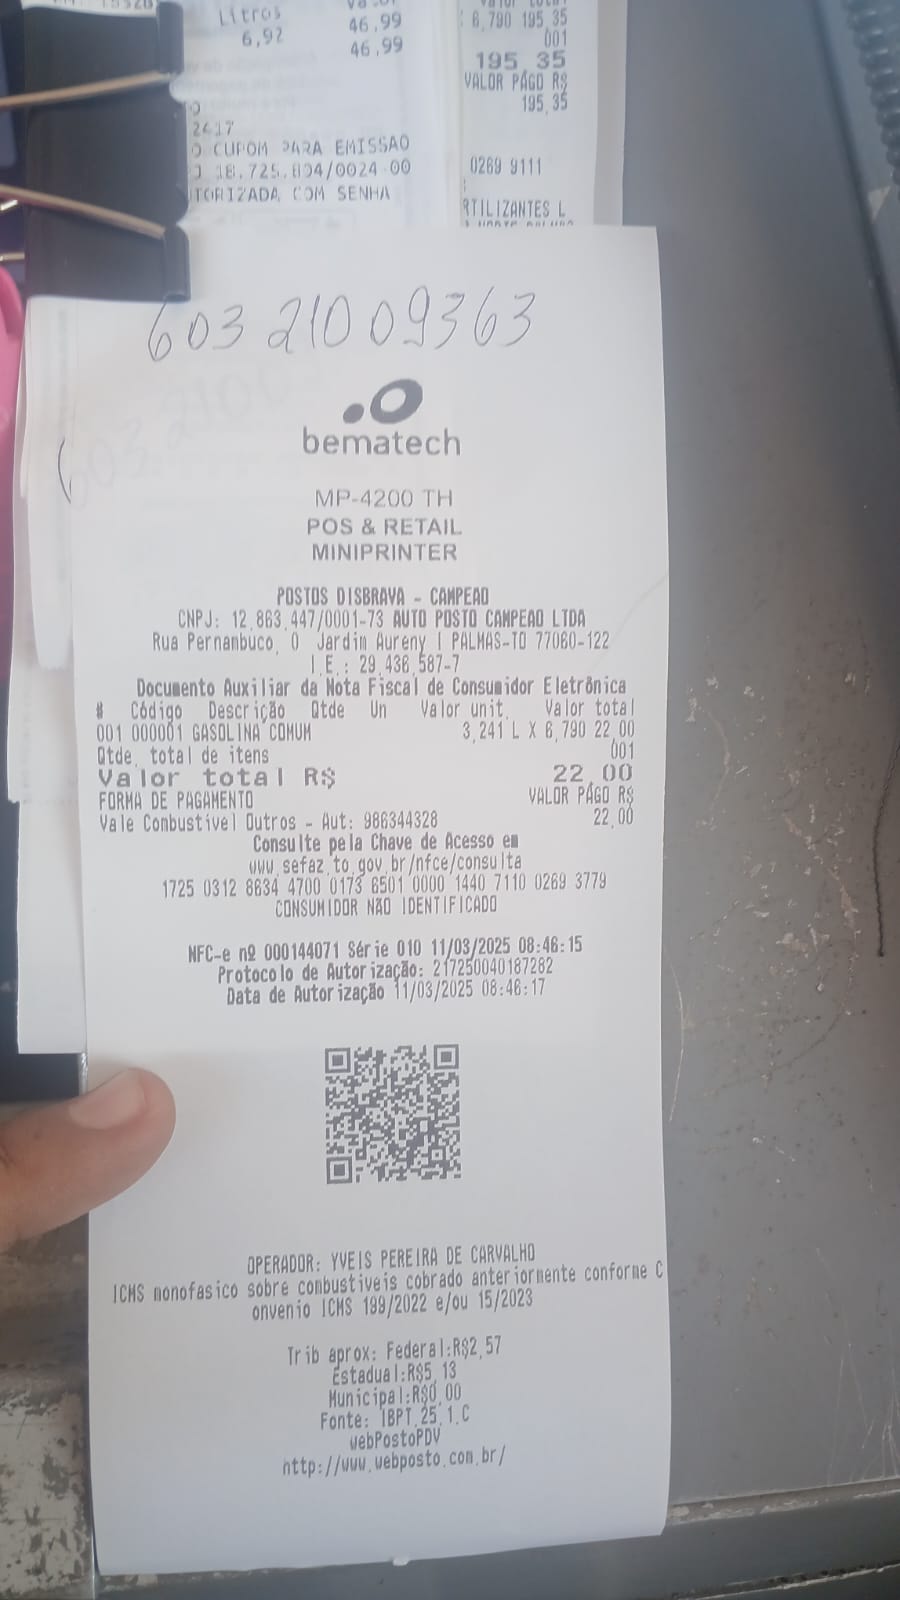 Litros
6,92
46,99
46,99
2617
O CUPOM PARA EMISSAO
18.725.804/0024-00
TORIZADA COM SENHA
6,790 195,35
001
195,35
VALOR PAGO R$
195,35
0269 9111
RTILIZANTES L
603 21009363
bematech
MP-4200 TH
POS & RETAIL
MINIPRINTER
POSTOS DISBRAVA - CAMPEAO
CNPJ: 12.863.447/0001-73 AUTO POSTO CAMPEAO LTDA
Rua Pernambuco, 0 Jardim Aureny I PALMAS-TO 77060-122
I.E.: 29.436.587-7
Documento Auxiliar da Nota Fiscal de Consumidor Eletrônica
# Código Descrição Qtde Un Valor unit. Valor total
001 000001 GASOLINA COMUM 3,241 L X 6,790 22,00
Qtde. total de itens 001
Valor total R$ 22,00
FORMA DE PAGAMENTO VALOR PAGO R$
Vale Combustível Outros - Aut: 986344328 22,00
Consulte pela Chave de Acesso em
www.sefaz.to.gov.br/nfce/consulta
1725 0312 8634 4700 0173 6501 0000 1440 7110 0269 3779
CONSUMIDOR NÃO IDENTIFICADO
NFC-e nº 000144071 Série 010 11/03/2025 08:46:15
Protocolo de Autorização: 217250040187282
Data de Autorização 11/03/2025 08:46:17
OPERADOR: YVEIS PEREIRA DE CARVALHO
ICMS monofasico sobre combustiveis cobrado anteriormente conforme C
onvenio ICMS 199/2022 e/ou 15/2023
Trib aprox: Federal:R$2,57
Estadual:R$5,13
Municipal:R$0,00
Fonte: IBPT.25.1.C
webPostoPDV
http://www.webposto.com.br/